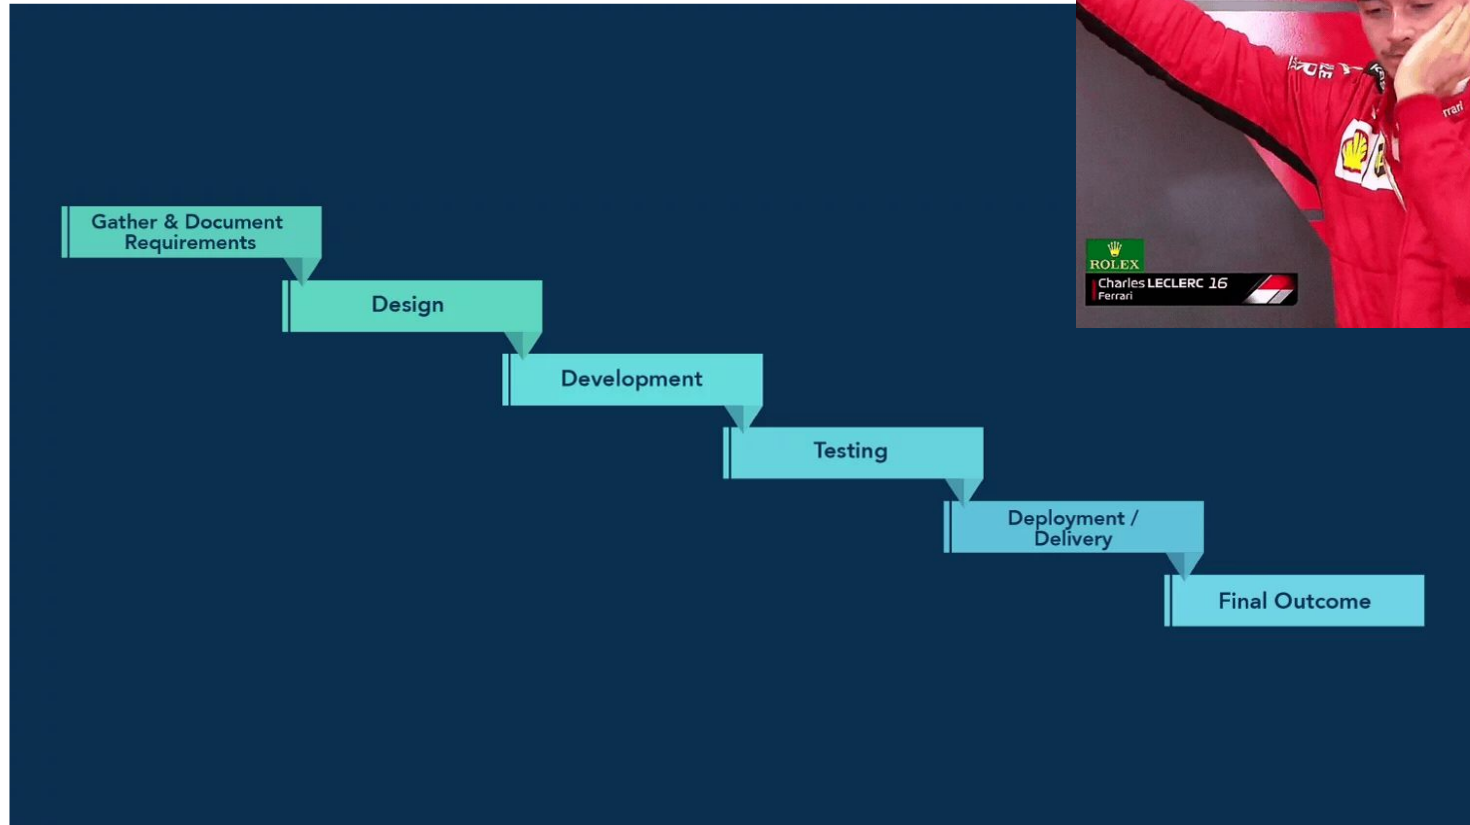 Gather & Document
Requirements
Design
Development
Testing
Deployment /
Delivery
Final Outcome
ROLEX
Charles LECLERC 16
Ferrari